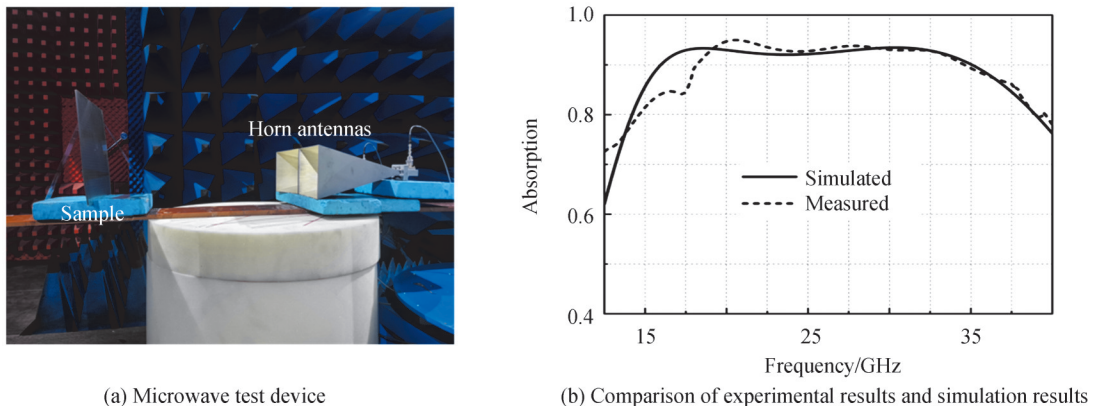 Horn antennas
Sample
(a) Microwave test device
1.0
0.8
0.6
0.4
Absorption
Simulated
Measured
15
25
35
Frequency/GHz
(b) Comparison of experimental results and simulation results